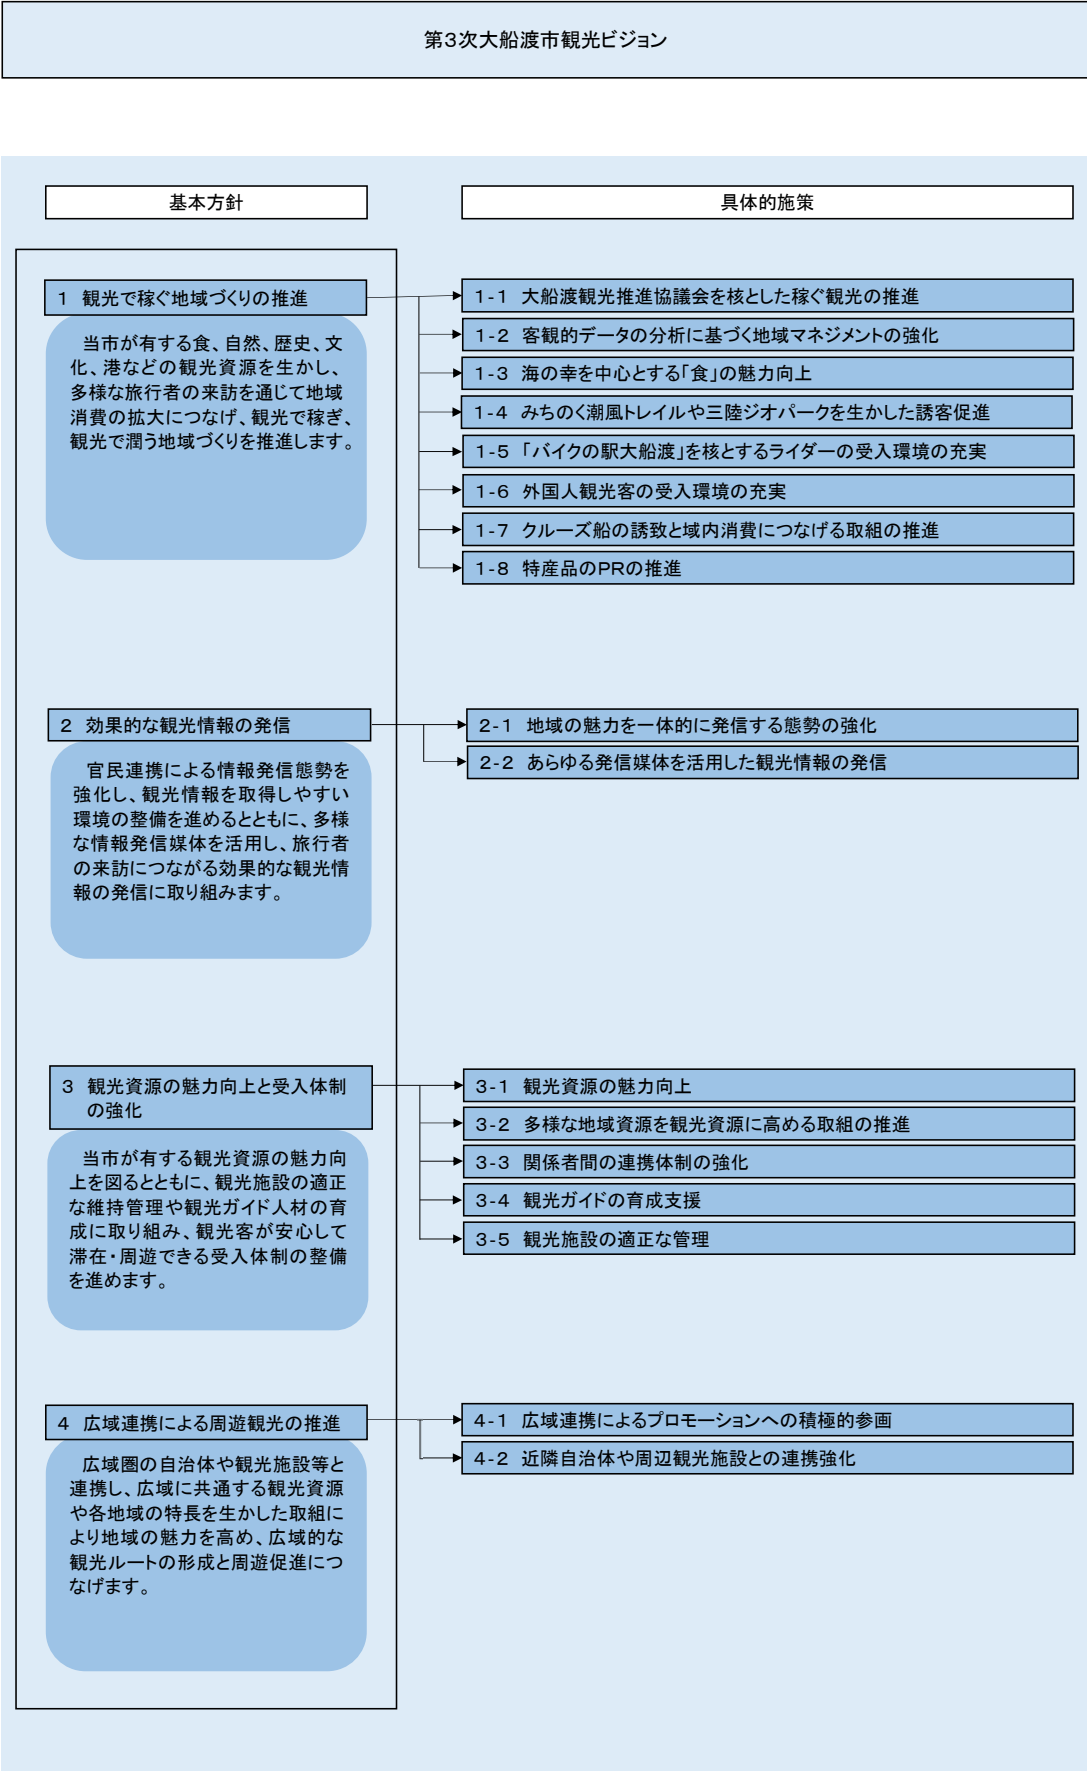 第3次大船渡市観光ビジョン
基本方針
具体的施策
1 観光で稼ぐ地域づくりの推進
当市が有する食、自然、歴史、文
化、港などの観光資源を生かし、
多様な旅行者の来訪を通じて地域
消費の拡大につなげ、観光で稼ぎ、
観光で潤う地域づくりを推進します。
1-1 大船渡観光推進協議会を核とした稼ぐ観光の推進
1-2 客観的データの分析に基づく地域マネジメントの強化
1-3 海の幸を中心とする「食」の魅力向上
1-4 みちのく潮風トレイルや三陸ジオパークを生かした誘客促進
1-5 「バイクの駅大船渡」を核とするライダーの受入環境の充実
1-6 外国人観光客の受入環境の充実
1-7 クルーズ船の誘致と域内消費につなげる取組の推進
1-8 特産品のPRの推進
2 効果的な観光情報の発信
官民連携による情報発信態勢を
強化し、観光情報を取得しやすい
環境の整備を進めるとともに、多様
な情報発信媒体を活用し、旅行者
の来訪につながる効果的な観光情
報の発信に取り組みます。
2-1 地域の魅力を一体的に発信する態勢の強化
2-2 あらゆる発信媒体を活用した観光情報の発信
3 観光資源の魅力向上と受入体制
の強化
当市が有する観光資源の魅力向
上を図るとともに、観光施設の適正
な維持管理や観光ガイド人材の育
成に取り組み、観光客が安心して
滞在・周遊できる受入体制の整備
を進めます。
3-1 観光資源の魅力向上
3-2 多様な地域資源を観光資源に高める取組の推進
3-3 関係者間の連携体制の強化
3-4 観光ガイドの育成支援
3-5 観光施設の適正な管理
4 広域連携による周遊観光の推進
広域圏の自治体や観光施設等と
連携し、広域に共通する観光資源
や各地域の特長を生かした取組に
より地域の魅力を高め、広域的な
観光ルートの形成と周遊促進につ
なげます。
4-1 広域連携によるプロモーションへの積極的参画
4-2 近隣自治体や周辺観光施設との連携強化